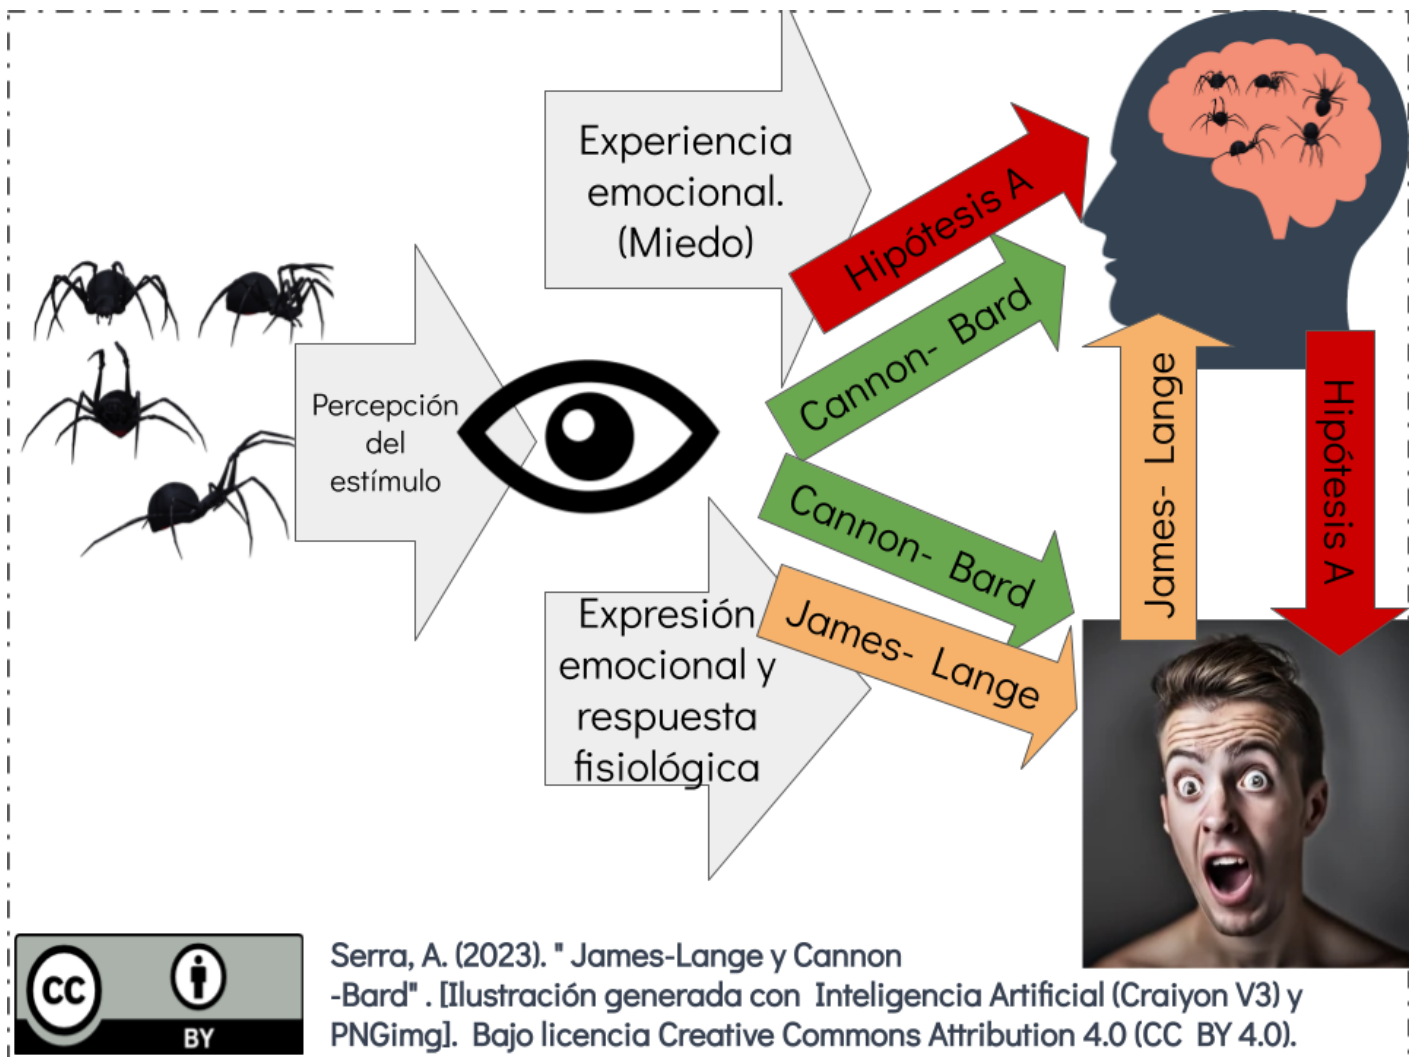 Experiencia
emocional.
(Miedo)
Hipótesis A
Cannon- Bard
Percepción
del
estímulo
Cannon- Bard
James- Lange
Expresión
emocional y
respuesta
fisiológica
James- Lange
Hipótesis A
CC
BY
Serra, A. (2023). " James-Lange y Cannon
-Bard" . [Ilustración generada con Inteligencia Artificial (Craiyon V3) y
PNGimg]. Bajo licencia Creative Commons Attribution 4.0 (CC BY 4.0).